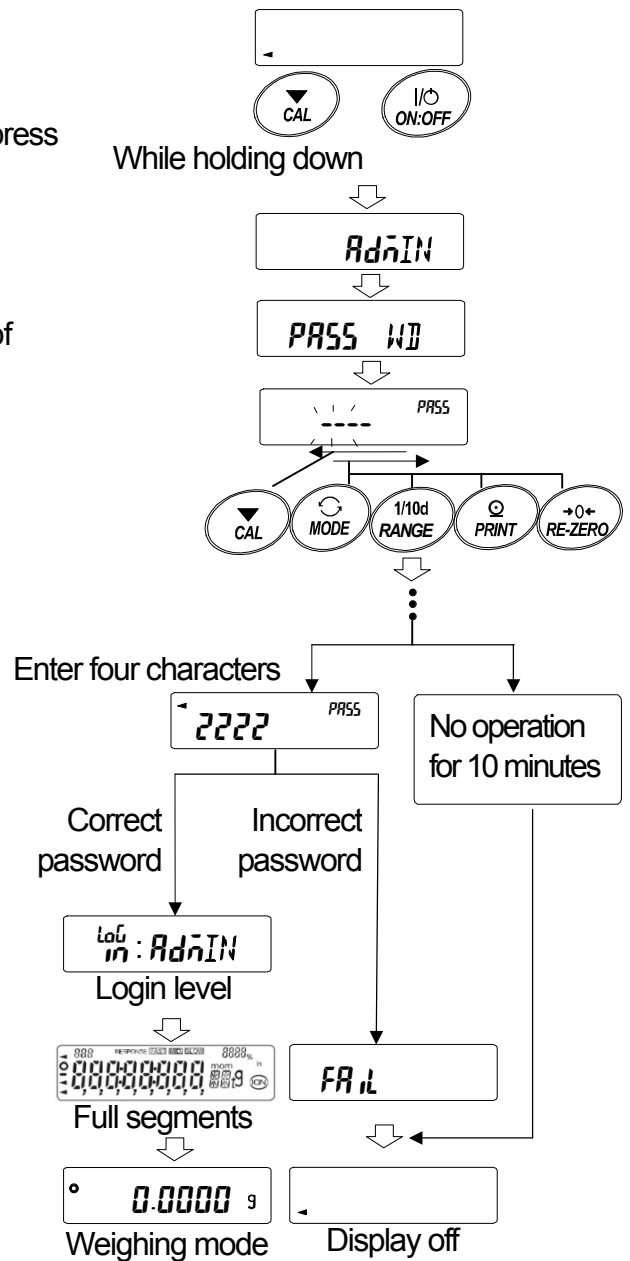 CAL
I/⏻
ON:OFF
press
While holding down
AdmIN
of
PASS WD
PASS
----
CAL
MODE
1/10d
RANGE
PRINT
→0←
RE-ZERO
Enter four characters
PASS
2222
No operation
for 10 minutes
Correct
password
Incorrect
password
LoG
in : AdmIN
Login level
RESPONSE FAST MID SLOW
Full segments
FAiL
0.0000 g
Weighing mode
Display off